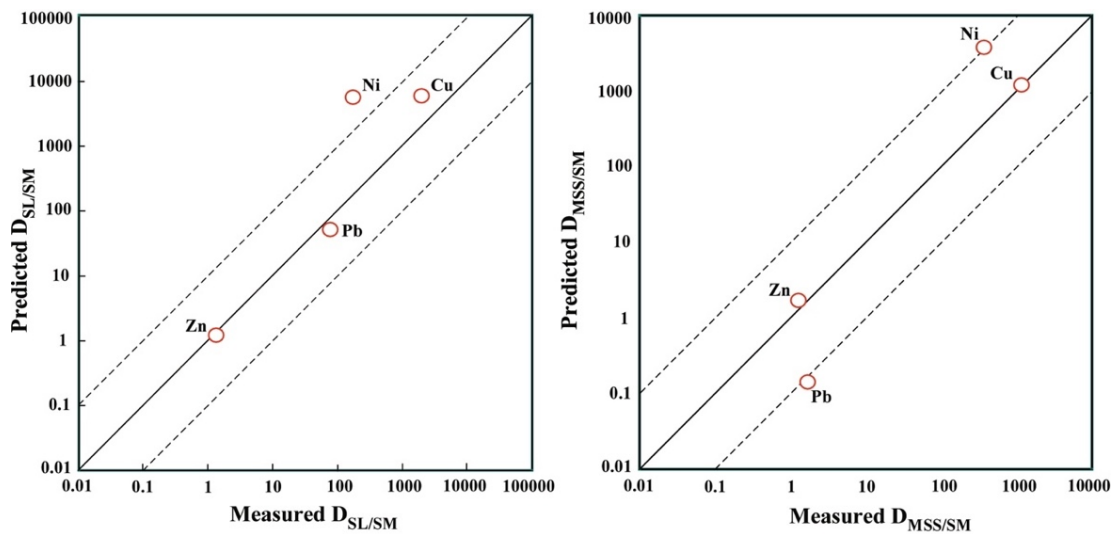 100000
10000
1000
100
10
1
0.1
0.01
Predicted D_SL/SM
Ni
Cu
Pb
Zn
0.01 0.1 1 10 100 1000 10000 100000
Measured D_SL/SM
10000
1000
100
10
1
0.1
0.01
Predicted D_MSS/SM
Ni
Cu
Zn
Pb
0.01 0.1 1 10 100 1000 10000
Measured D_MSS/SM